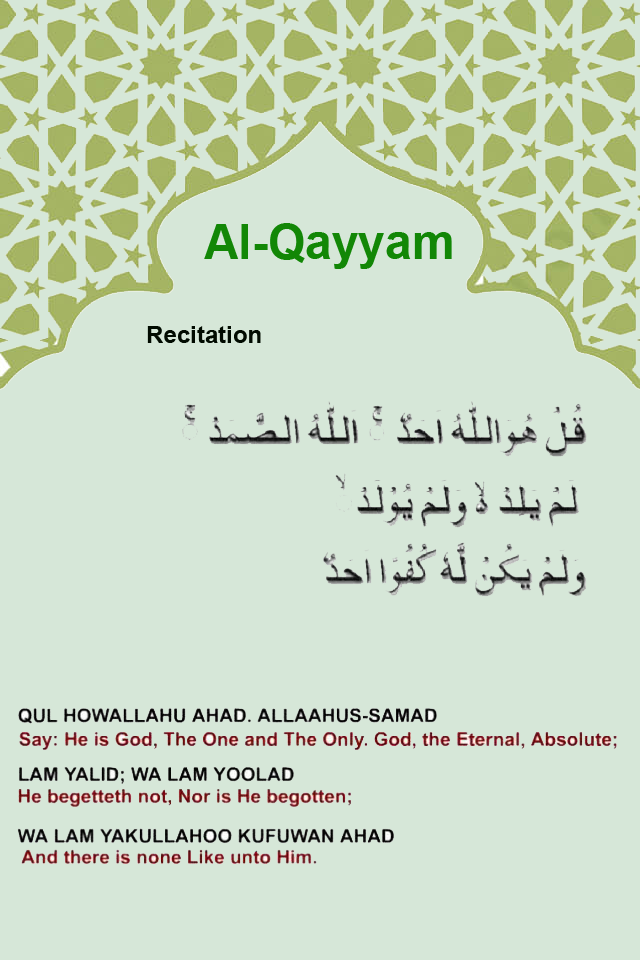 Al-Qayyam
Recitation
قُلْ هُوَاللّٰهُ اَحَدٌ ۚ اَللّٰهُ الصَّمَدُ ۚ
لَمْ يَلِدْ ۙ وَلَمْ يُوْلَدْ ۙ
وَلَمْ يَكُنْ لَّهٗ كُفُوًا اَحَدٌ
QUL HOWALLAHU AHAD. ALLAAHUS-SAMAD
Say: He is God, The One and The Only. God, the Eternal, Absolute;
LAM YALID; WA LAM YOOLAD
He begetteth not, Nor is He begotten;
WA LAM YAKULLAHOO KUFUWAN AHAD
And there is none Like unto Him.